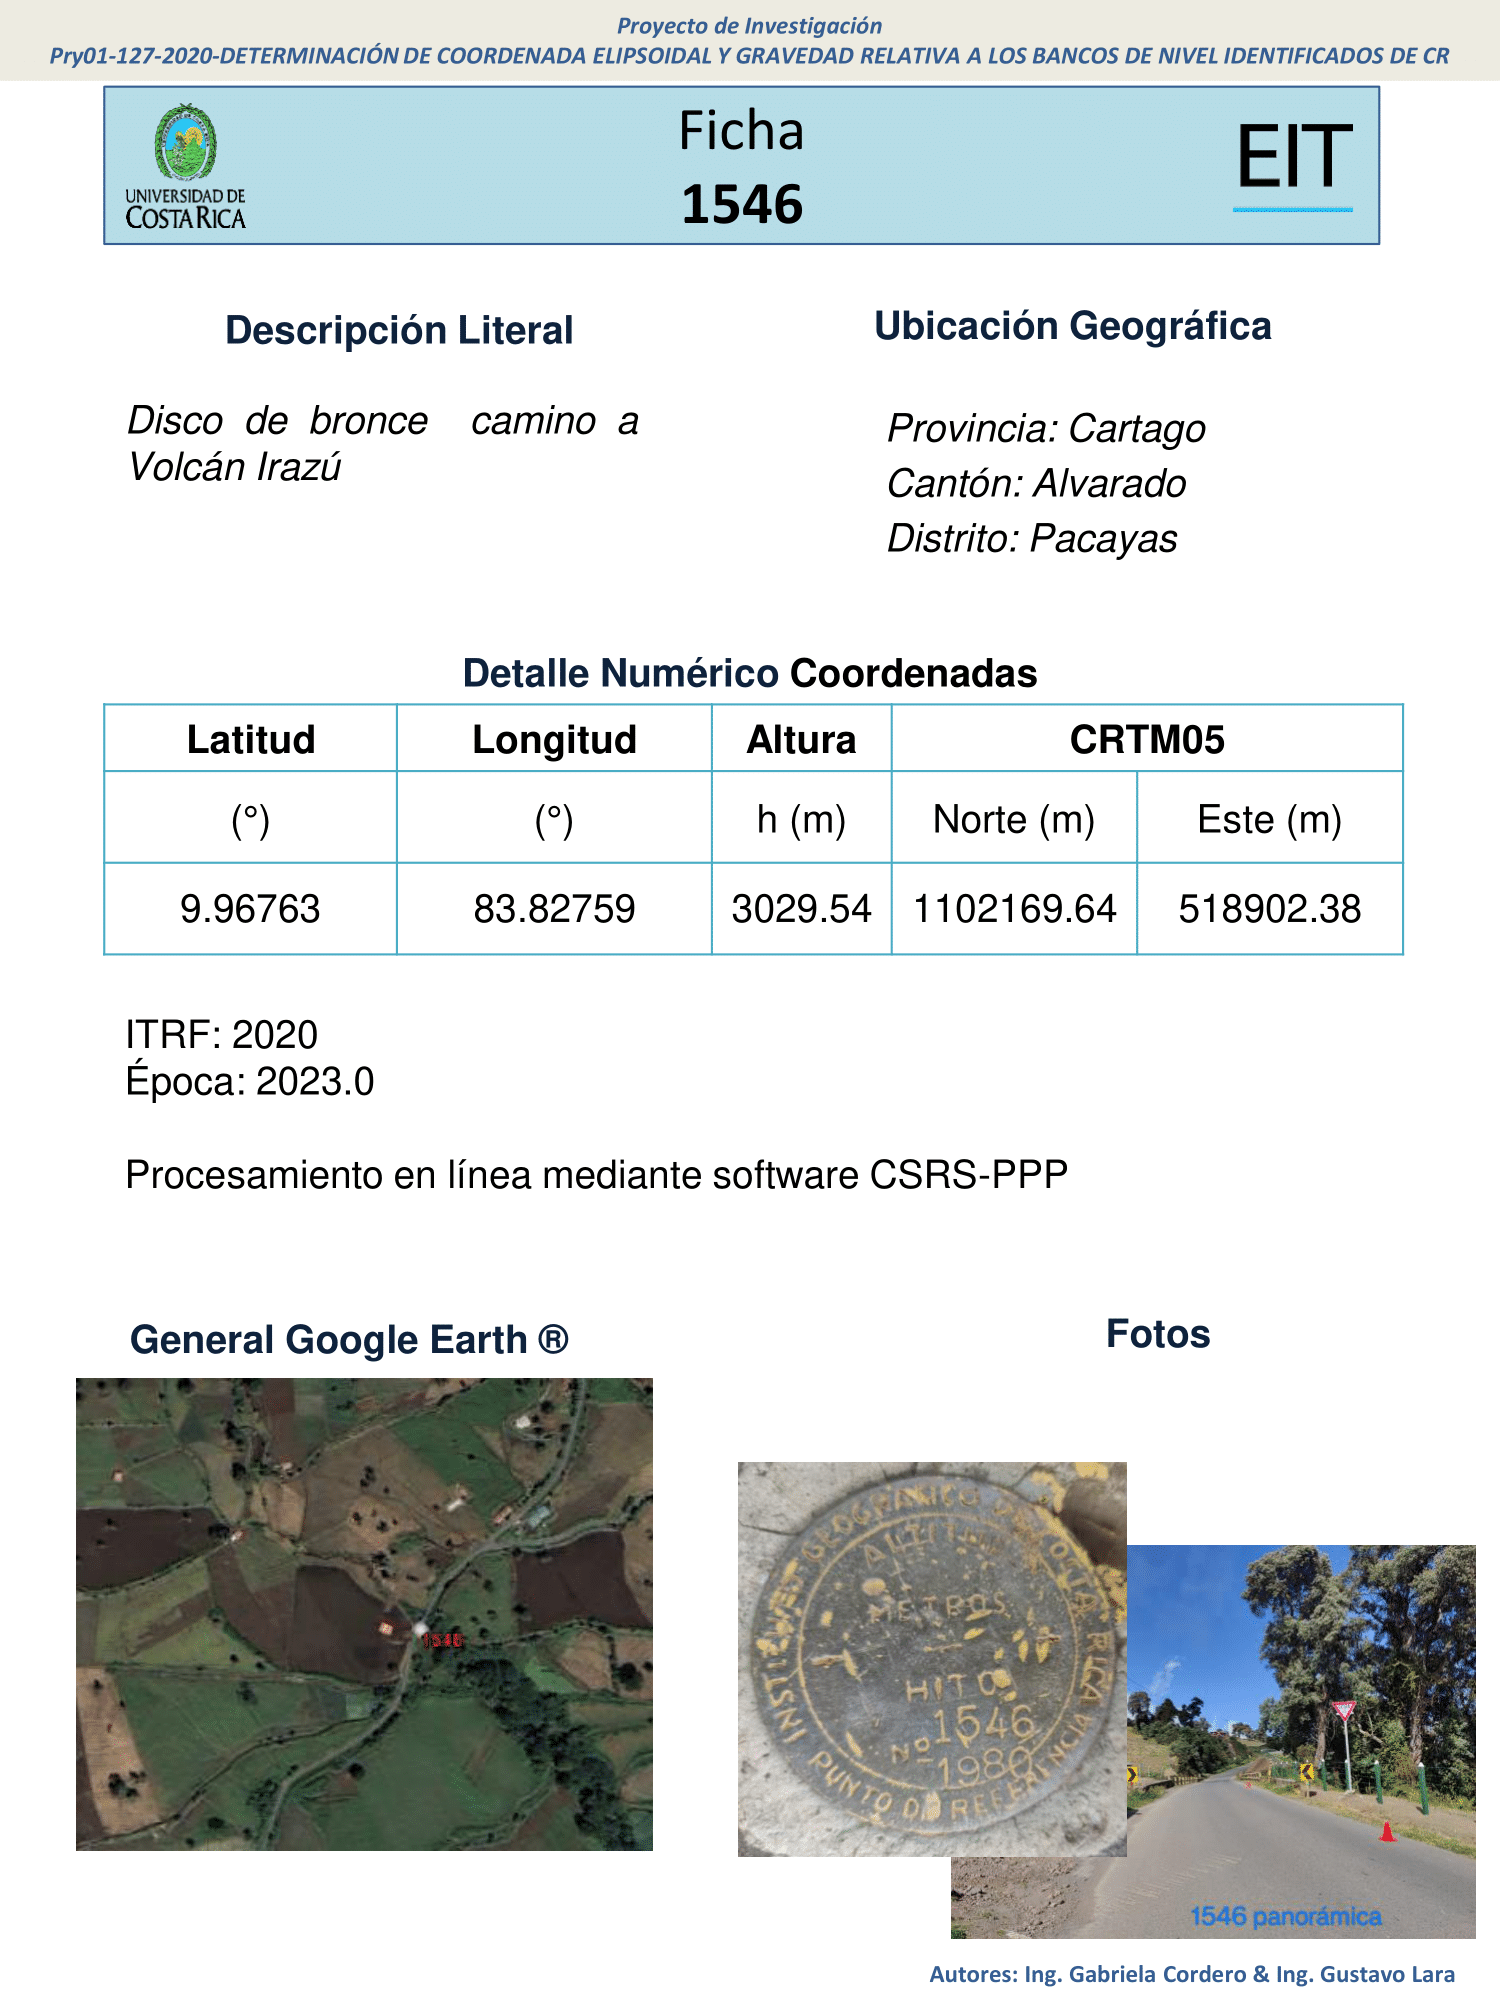 Proyecto de Investigación
Pry01-127-2020-DETERMINACIÓN DE COORDENADA ELIPSOIDAL Y GRAVEDAD RELATIVA A LOS BANCOS DE NIVEL IDENTIFICADOS DE CR
UNIVERSIDAD DE
COSTA RICA
Ficha
1546
EIT
Descripción Literal
Disco de bronce camino a
Volcán Irazú
Ubicación Geográfica
Provincia: Cartago
Cantón: Alvarado
Distrito: Pacayas
Detalle Numérico Coordenadas
Latitud Longitud Altura CRTM05
(°) (°) h (m) Norte (m) Este (m)
9.96763 83.82759 3029.54 1102169.64 518902.38
ITRF: 2020
Época: 2023.0
Procesamiento en línea mediante software CSRS-PPP
General Google Earth ®
1546
Fotos
INSTITUTO GEOGRAFICO DE COSTA RICA
ALTITUD
METROS
HITO
Nº 1546
1980
PUNTO DE REFERENCIA
1546 panorámica
Autores: Ing. Gabriela Cordero & Ing. Gustavo Lara